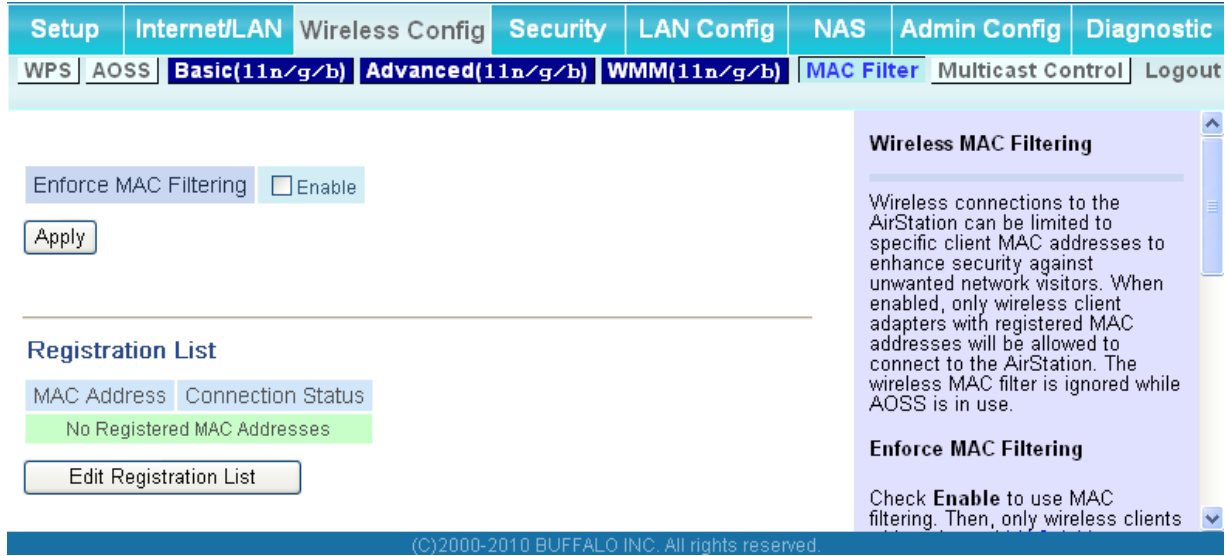 Setup Internet/LAN Wireless Config Security LAN Config NAS Admin Config Diagnostic
WPS AOSS Basic(11n/g/b) Advanced(11n/g/b) WMM(11n/g/b) MAC Filter Multicast Control Logout
Enforce MAC Filtering Enable
Apply
Registration List
MAC Address Connection Status
No Registered MAC Addresses
Edit Registration List
Wireless MAC Filtering
Wireless connections to the
AirStation can be limited to
specific client MAC addresses to
enhance security against
unwanted network visitors. When
enabled, only wireless client
adapters with registered MAC
addresses will be allowed to
connect to the AirStation. The
wireless MAC filter is ignored while
AOSS is in use.
Enforce MAC Filtering
Check Enable to use MAC
filtering. Then, only wireless clients
(C)2000-2010 BUFFALO INC. All rights reserved.